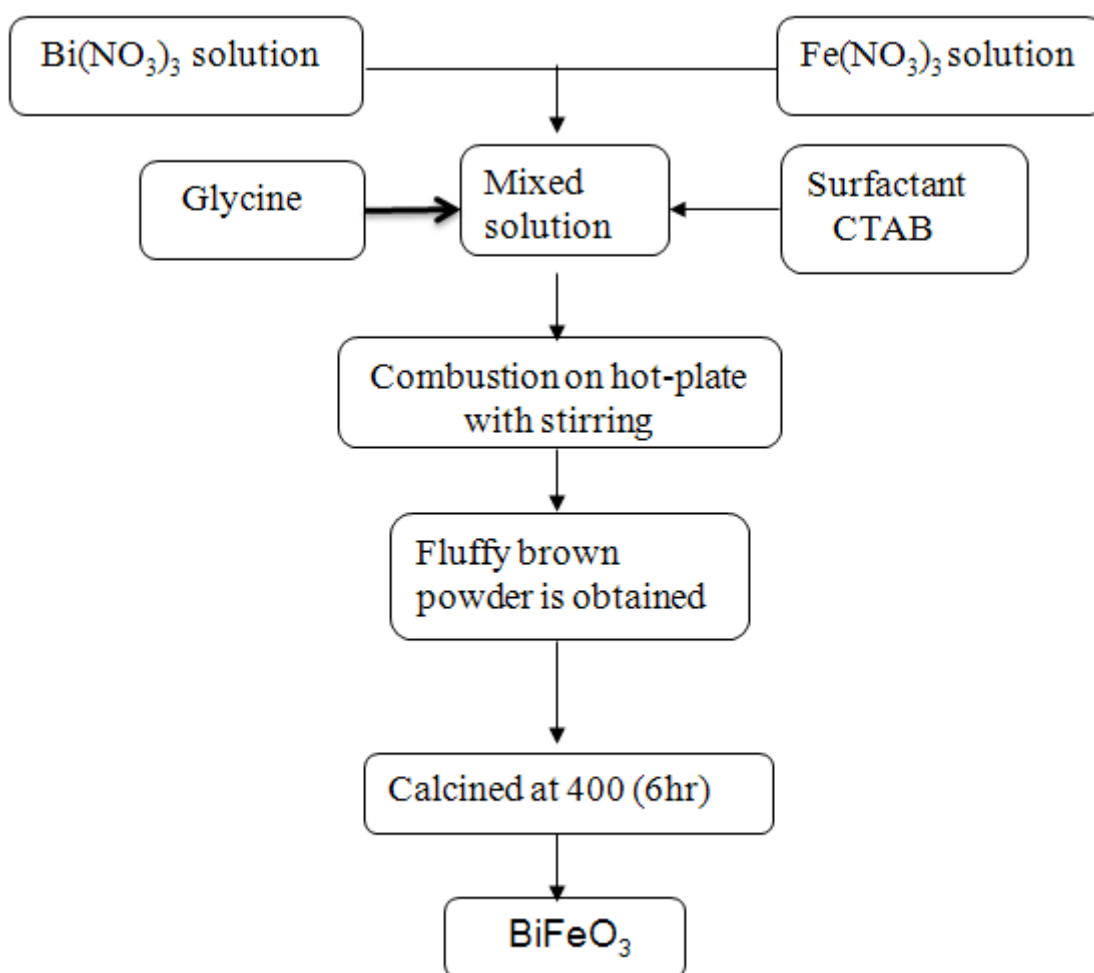 Bi(NO₃)₃ solution
Fe(NO₃)₃ solution
Glycine
Mixed
solution
Surfactant
CTAB
Combustion on hot-plate
with stirring
Fluffy brown
powder is obtained
Calcined at 400 (6hr)
BiFeO₃